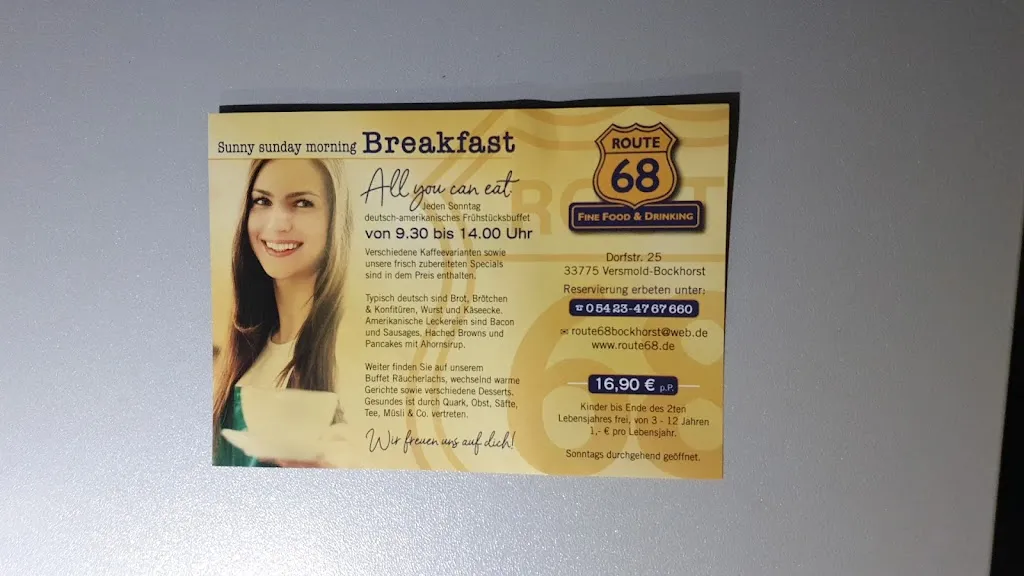 Sunny sunday morning Breakfast
All you can eat
Jeden Sonntag
deutsch-amerikanisches Frühstücksbuffet
von 9.30 bis 14.00 Uhr
Verschiedene Kaffeevarianten sowie
unsere frisch zubereiteten Specials
sind in dem Preis enthalten.
Typisch deutsch sind Brot, Brötchen
& Konfitüren, Wurst und Käseecke.
Amerikanische Leckereien sind Bacon
und Sausages, Hached Browns und
Pancakes mit Ahornsirup.
Weiter finden Sie auf unserem
Buffet Räucherlachs, wechselnd warme
Gerichte sowie verschiedene Desserts.
Gesundes ist durch Quark, Obst, Säfte,
Tee, Müsli & Co. vertreten.
Wir freuen uns auf dich!
ROUTE
68
FINE FOOD & DRINKING
Dorfstr. 25
33775 Versmold-Bockhorst
Reservierung erbeten unter:
☎ 0 54 23-47 67 660
✉ route68bockhorst@web.de
www.route68.de
16,90 € p.P.
Kinder bis Ende des 2ten
Lebensjahres frei, von 3 - 12 Jahren
1,- € pro Lebensjahr.
Sonntags durchgehend geöffnet.